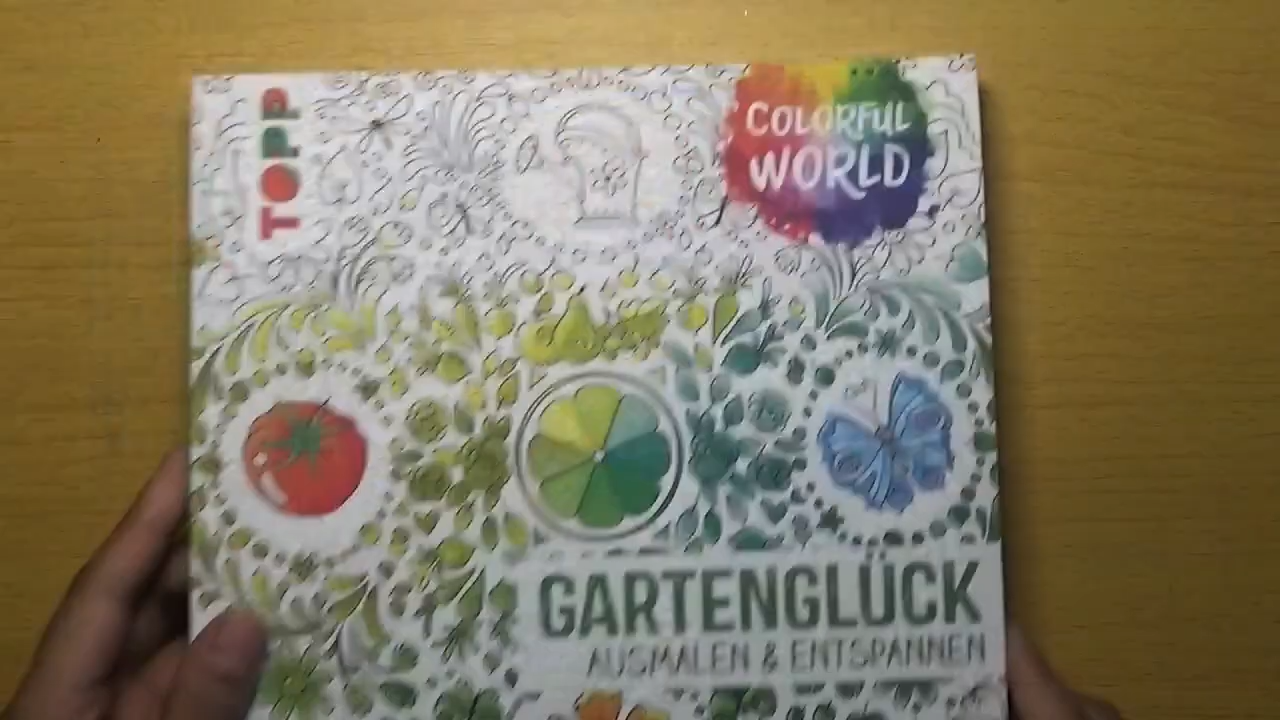 TOPP
COLORFUL
WORLD
GARTENGLÜCK
AUSMALEN & ENTSPANNEN